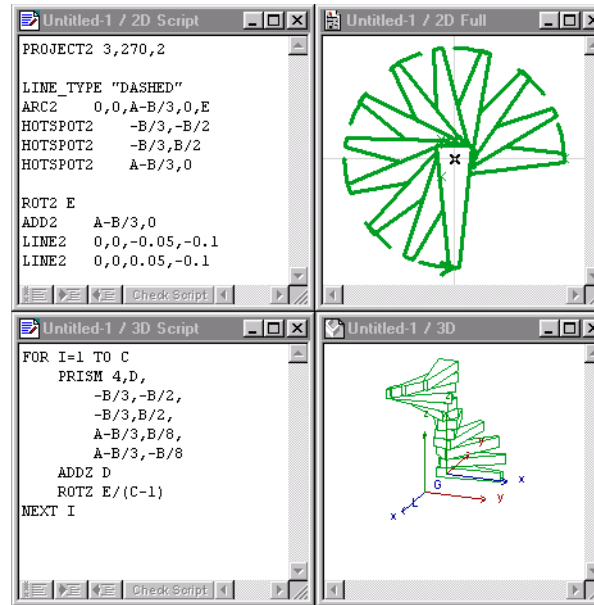 Untitled-1 / 2D Script
PROJECT2 3,270,2
LINE_TYPE "DASHED"
ARC2 0,0,A-B/3,0,E
HOTSPOT2 -B/3,-B/2
HOTSPOT2 -B/3,B/2
HOTSPOT2 A-B/3,0
ROT2 E
ADD2 A-B/3,0
LINE2 0,0,-0.05,-0.1
LINE2 0,0,0.05,-0.1
Check Script
Untitled-1 / 2D Full
Untitled-1 / 3D Script
FOR I=1 TO C
PRISM 4,D,
-B/3,-B/2,
-B/3,B/2,
A-B/3,B/8,
A-B/3,-B/8
ADDZ D
ROTZ E/(C-1)
NEXT I
Check Script
Untitled-1 / 3D
z
y
x
G
L
x
y